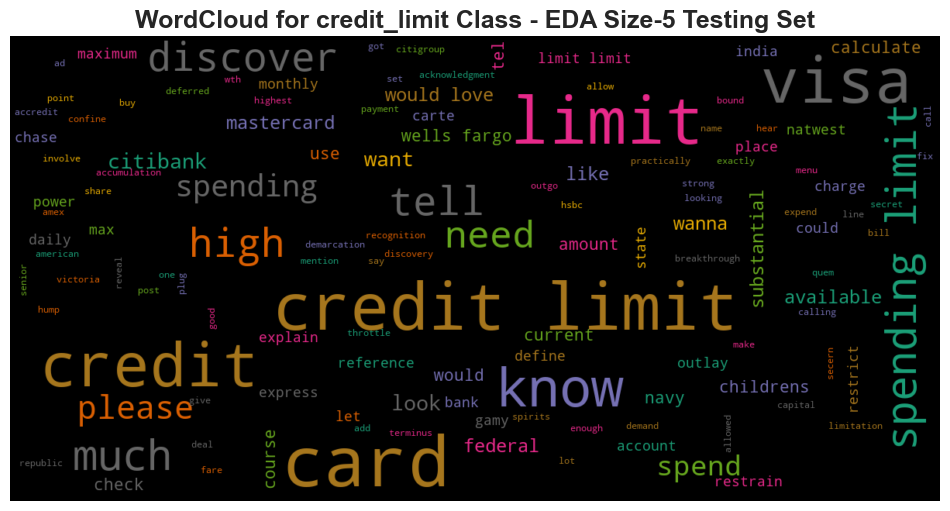 WordCloud for credit_limit Class - EDA Size-5 Testing Set
got citigroup tel india calculate
maximum discover limit limit visa
ad wth acknowledgment
deferred monthly set allow
point buy highest would love limit bound call
accredit payment
confine mastercard carte name hear natwest limit
chase wells fargo place fix
involve citibank use want practically exactly
accumulation like menu
share spending outgo strong charge
power tell looking secret
amex hsbc expend line
max recognition need wanna could bill
daily high demarcation amount state substantial
american mention say discovery breakthrough spending
senior victoria reveal one plug quem available
post calling
hump good credit limit
throttle current make
explain define
credit reference outlay secern restrict
would know childrens
please give express look bank navy capital
let gamy spirits
add terminus enough demand allowed limitation
much deal course card federal account
republic fare lot spend
check restrain